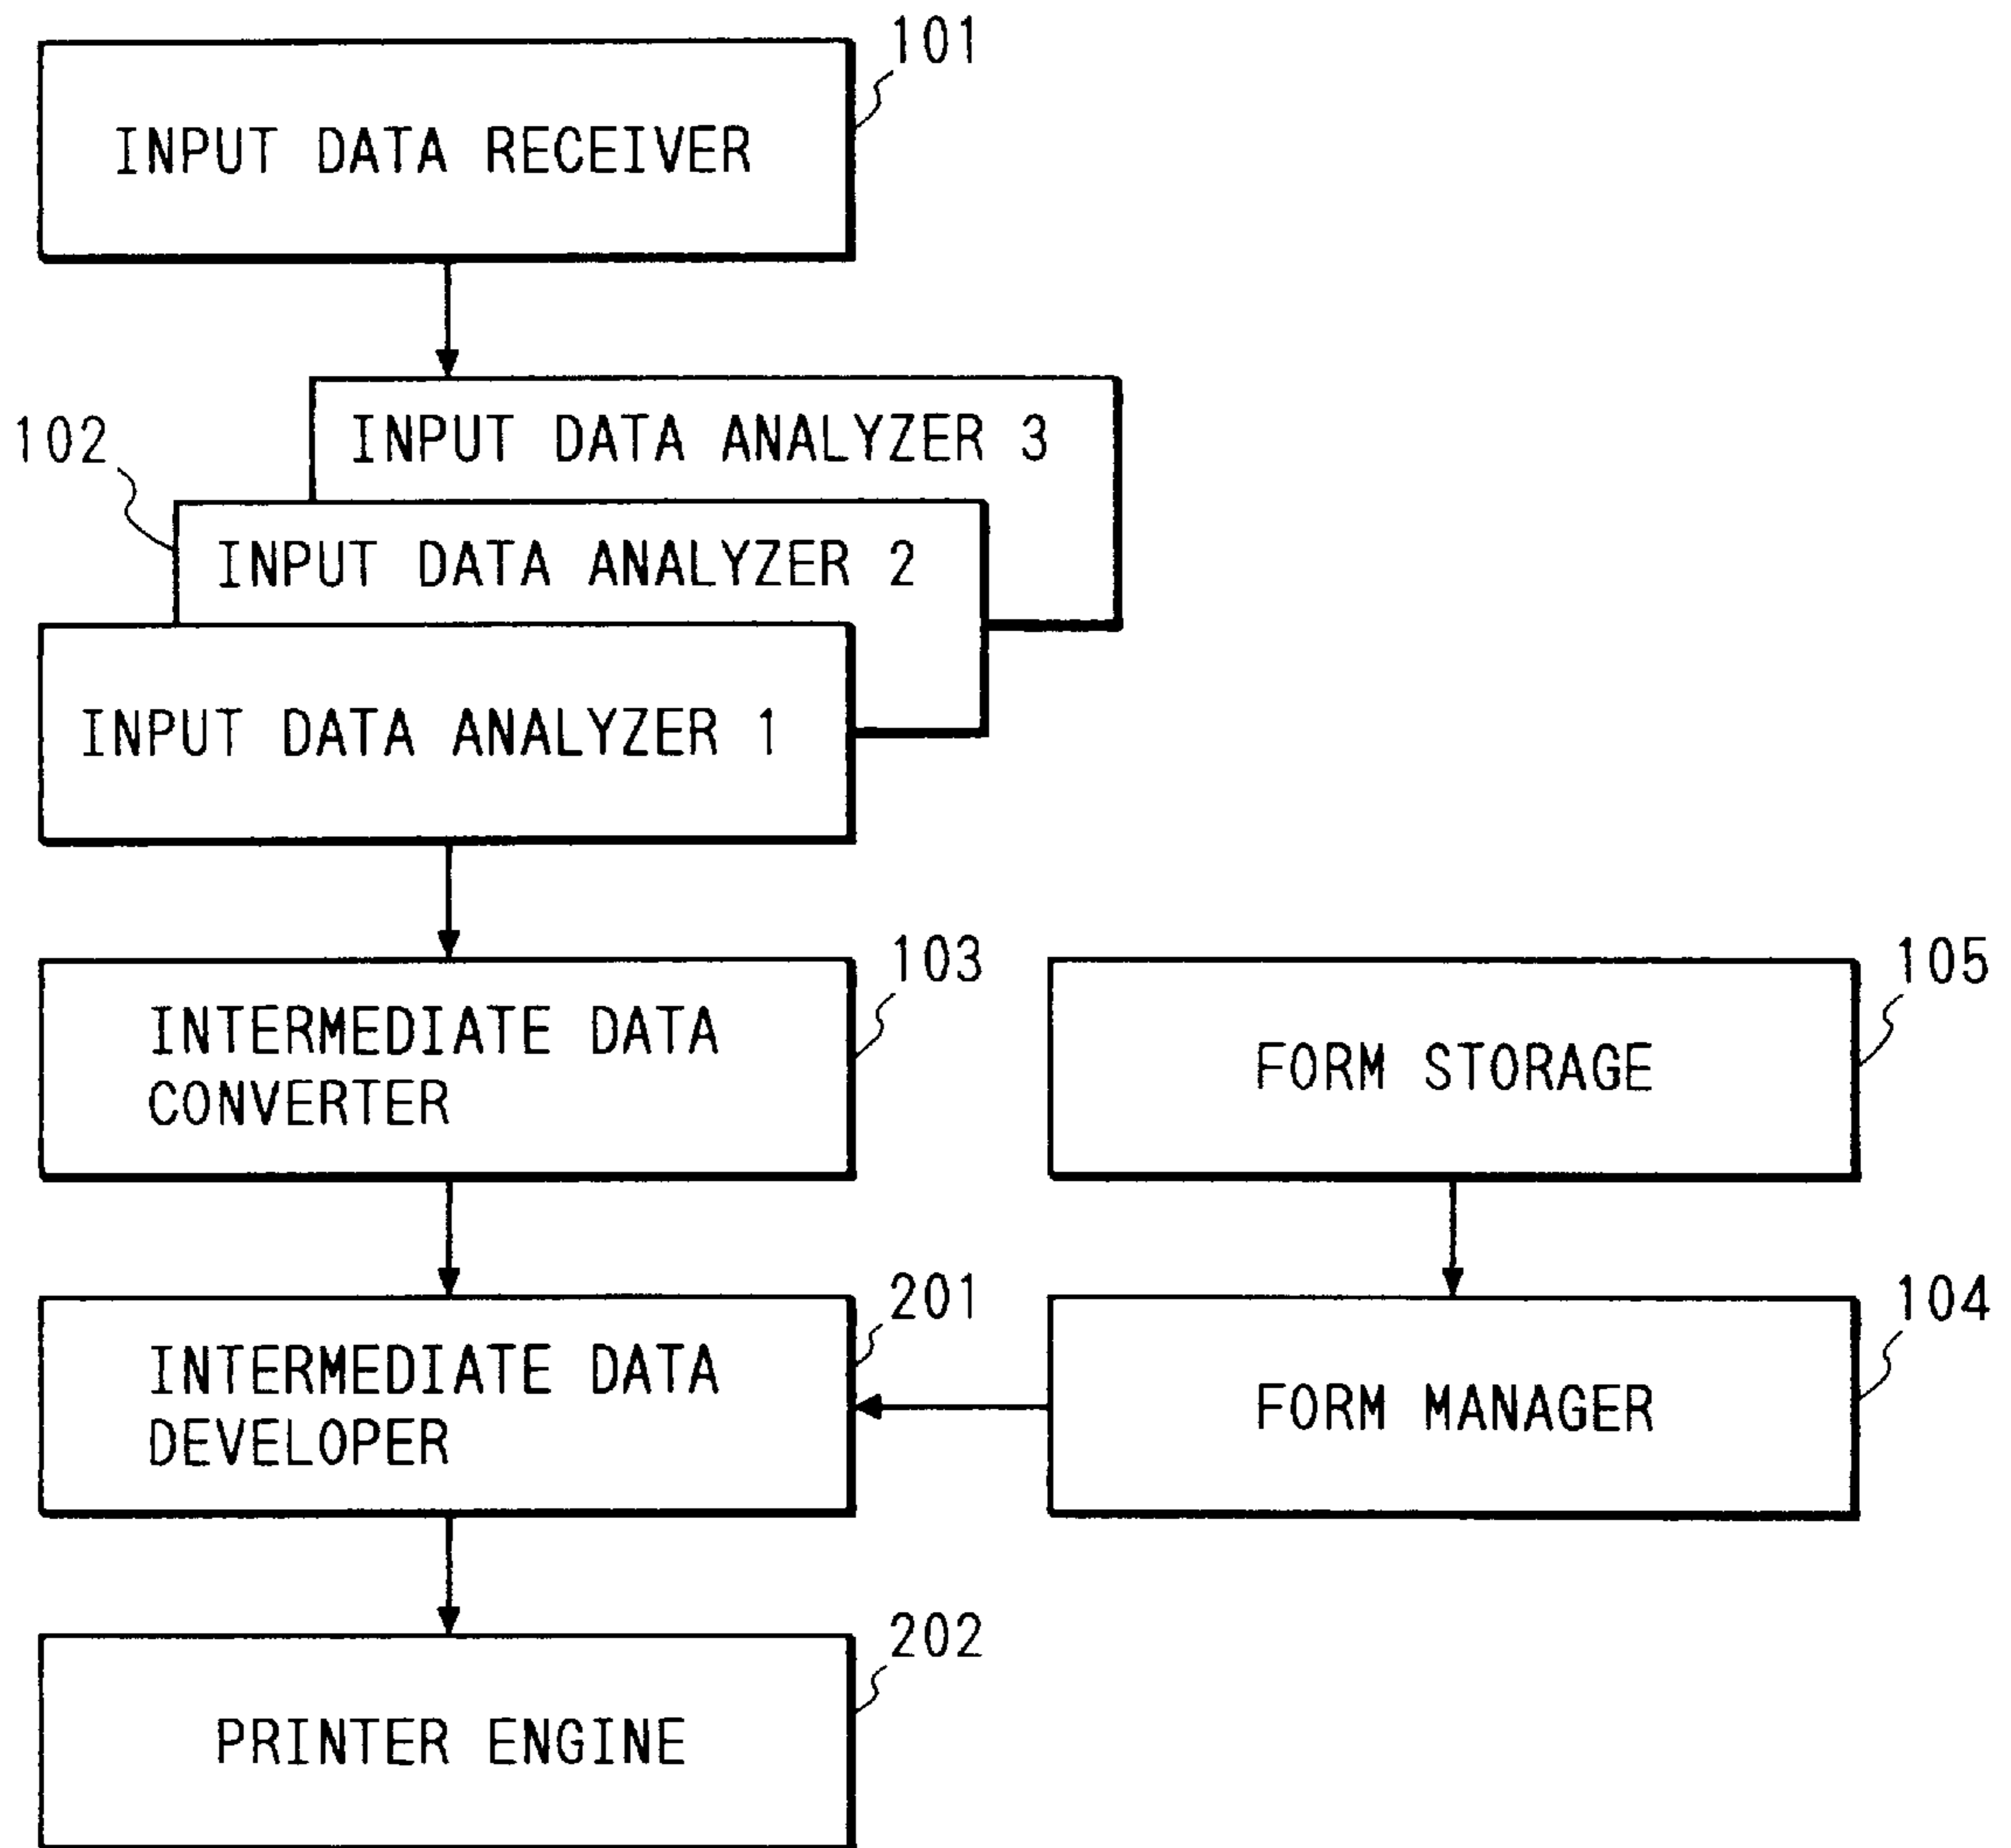 101
INPUT DATA RECEIVER
102
INPUT DATA ANALYZER 3
INPUT DATA ANALYZER 2
INPUT DATA ANALYZER 1
103
INTERMEDIATE DATA
CONVERTER
105
FORM STORAGE
201
INTERMEDIATE DATA
DEVELOPER
104
FORM MANAGER
202
PRINTER ENGINE